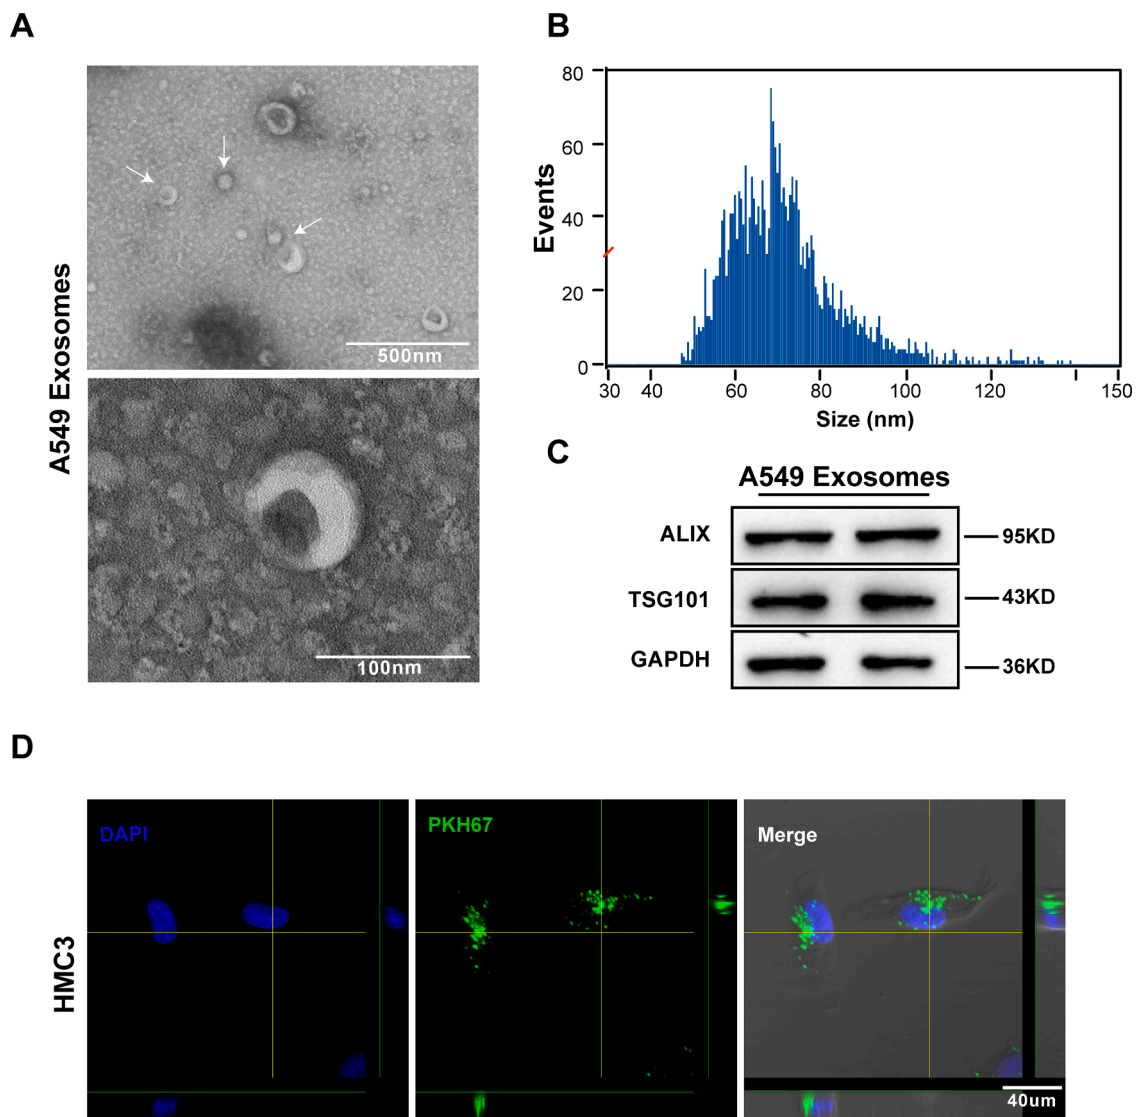 A
A549 Exosomes
500nm
100nm
B
Events
80
60
40
20
0
30 40 60 80 100 120 150
Size (nm)
C
A549 Exosomes
ALIX 95KD
TSG101 43KD
GAPDH 36KD
D
HMC3
DAPI
PKH67
Merge
40um